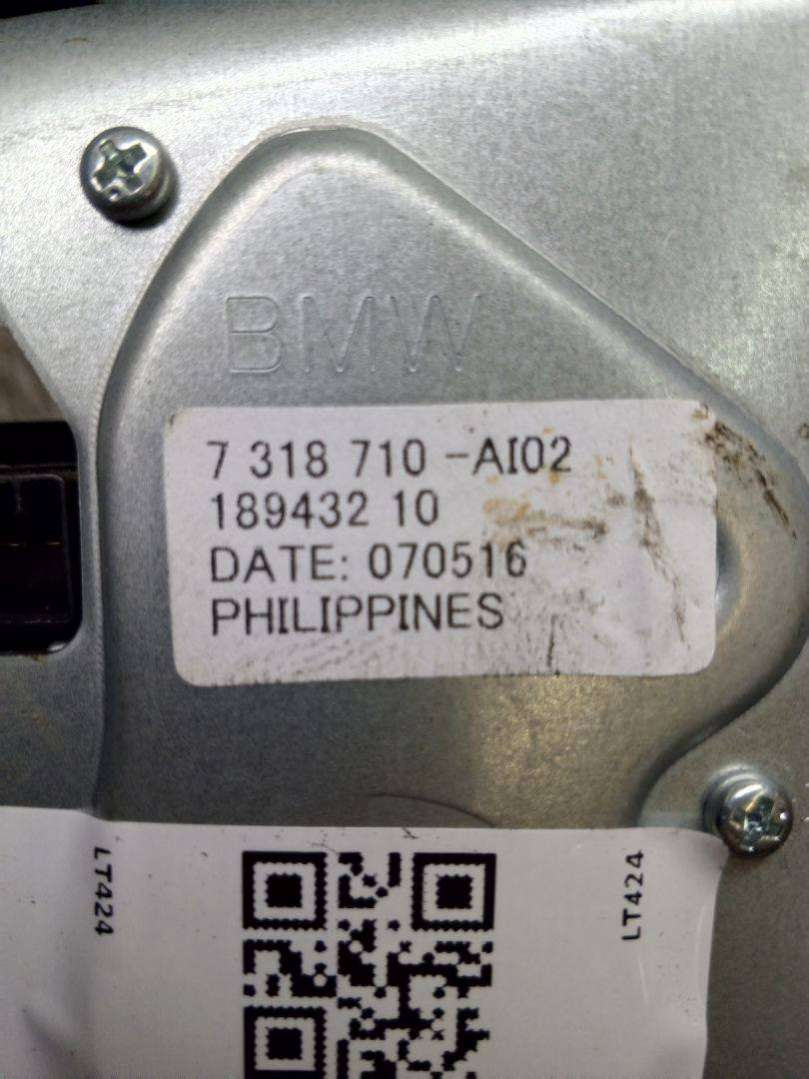 BMW
7 318 710 -AI02
189432 10
DATE: 070516
PHILIPPINES
LT424
LT424